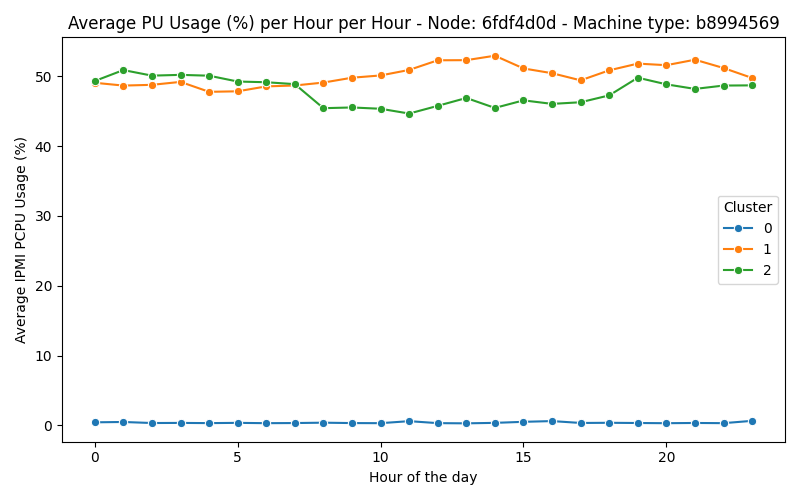 Average PU Usage (%) per Hour per Hour - Node: 6fdf4d0d - Machine type: b8994569
Average IPMI PCPU Usage (%)
50
40
30
20
10
0
0 5 10 15 20
Hour of the day
Cluster
0
1
2